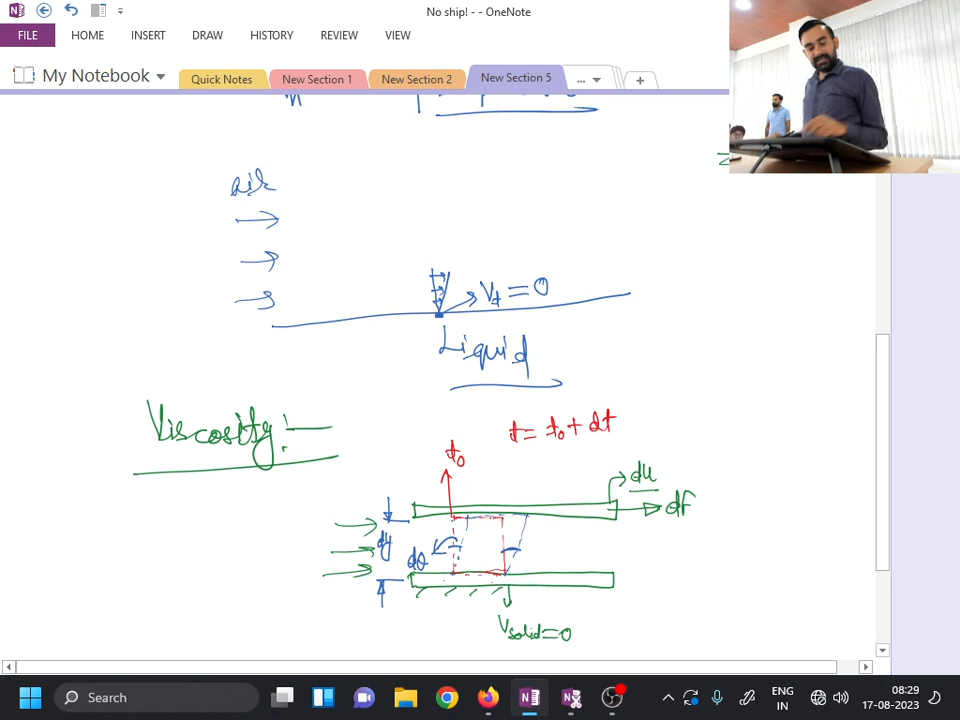 No ship! - - OneNote
FILE HOME INSERT DRAW HISTORY REVIEW VIEW
My Notebook Quick Notes New Section 1 New Section 2 New Section 5 ... +
air
Vt = 0
Liquid
Viscosity :-
t = t0 + dt
t0
du
dF
dy
dθ
Vsolid = 0
Search
ENG
IN
08:29
17-08-2023